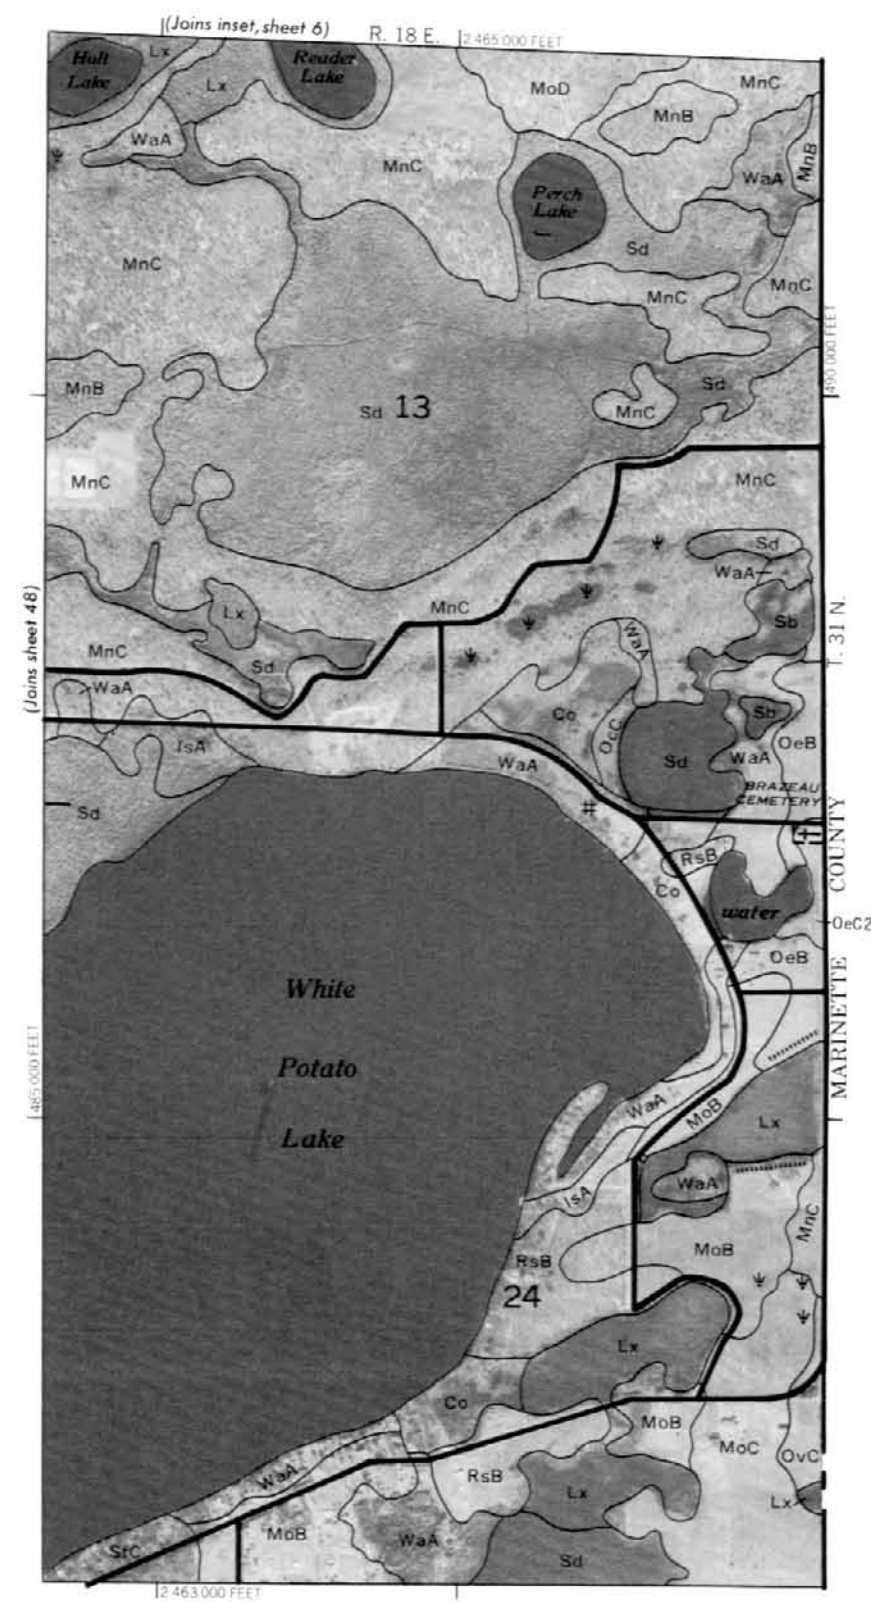 (Joins inset, sheet 6)
R. 18 E.
2 465 000 FEET
Holt
Lake
Lx
Reader
Lake
Lx
MoD
MnC
MnB
WaA
MnC
WaA
MnB
Perch
Lake
Sd
MnC
MnC
MnC
490 000 FEET
MnB
Sd 13
MnC
Sd
MnC
MnC
Sd
WaA
(Joins sheet 48)
T. 31 N.
Lx
MnC
Sb
WaA
MnC
Sd
WaA
Co
OcC
Sb
IsA
WaA
Sd
WaA
OeB
BRAZEAU
CEMETERY
Sd
RsB
Co
water
OeC2
MARINETTE COUNTY
OeB
White
Potato
Lake
485 000 FEET
WaA
MoB
Lx
IsA
WaA
MnC
RsB
MoB
24
Lx
Co
MoB
MoC
OvC
WaA
RsB
Lx
Lx
MoB
WaA
StC
Sd
2 463 000 FEET